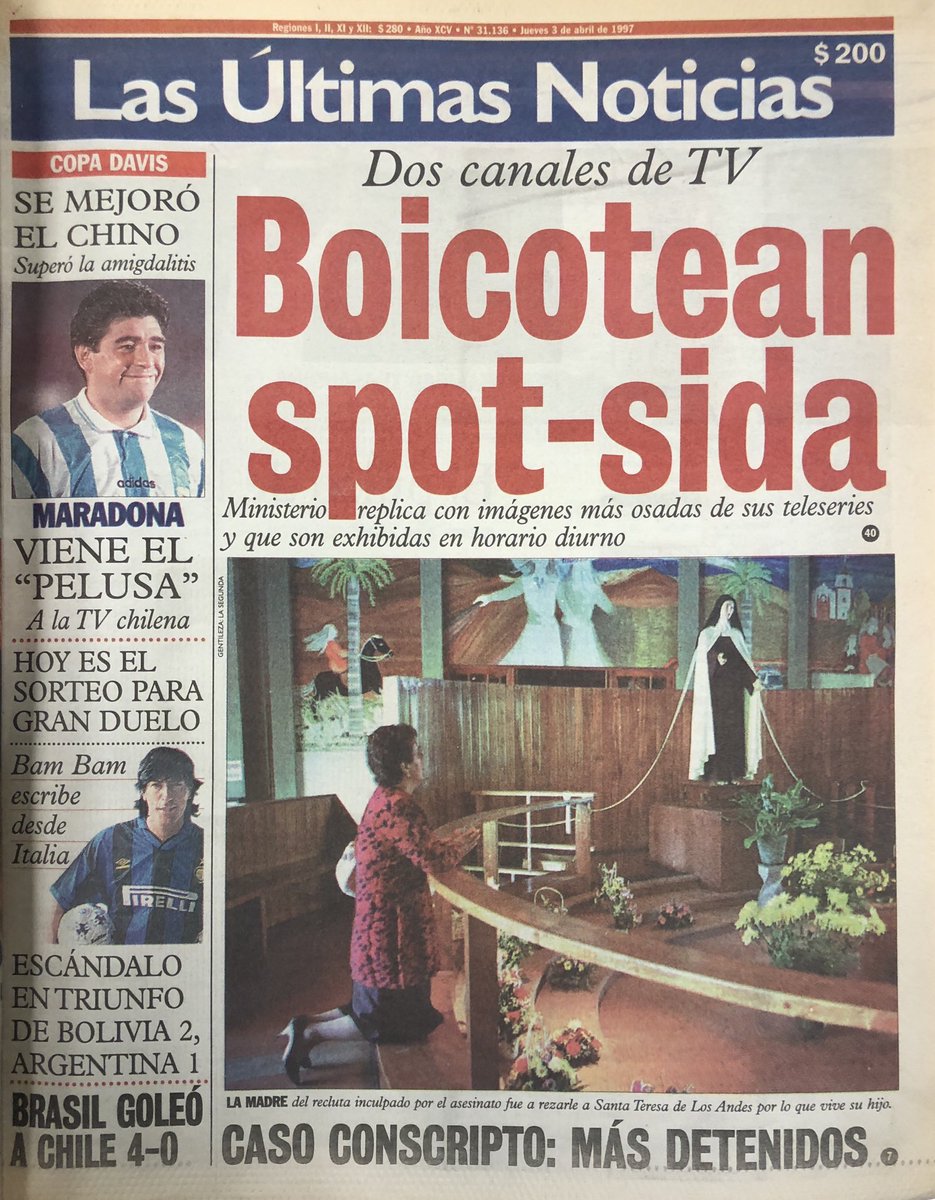 Regiones I, II, XI y XII: $ 280 • Año XCV • Nº 31.136 • Jueves 3 de abril de 1997
$ 200
Las Últimas Noticias
COPA DAVIS
SE MEJORÓ
EL CHINO
Superó la amigdalitis
adidas
MARADONA
VIENE EL
“PELUSA”
A la TV chilena
HOY ES EL
SORTEO PARA
GRAN DUELO
Bam Bam
escribe
desde
Italia
PIRELLI
ESCÁNDALO
EN TRIUNFO
DE BOLIVIA 2,
ARGENTINA 1
BRASIL GOLEÓ
A CHILE 4-0
Dos canales de TV
Boicotean
spot-sida
Ministerio replica con imágenes más osadas de sus teleseries
y que son exhibidas en horario diurno
40
GENTILEZA: LA SEGUNDA
LA MADRE del recluta inculpado por el asesinato fue a rezarle a Santa Teresa de Los Andes por lo que vive su hijo.
CASO CONSCRIPTO: MÁS DETENIDOS
7